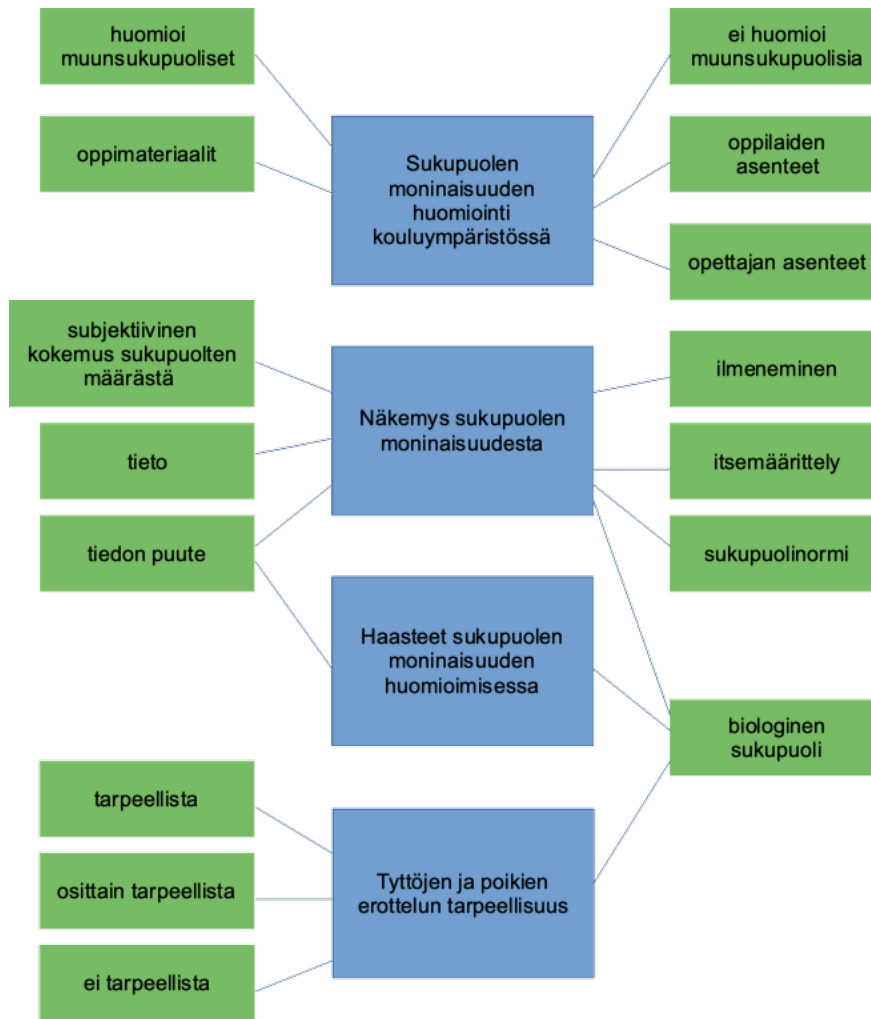 huomioi
muunsukupuoliset
ei huomioi
muunsukupuolisia
oppimateriaalit
Sukupuolen
moninaisuuden
huomiointi
kouluympäristössä
oppilaiden
asenteet
opettajan asenteet
subjektiivinen
kokemus sukupuolten
määrästä
Näkemys sukupuolen
moninaisuudesta
ilmeneminen
tieto
itsemäärittely
tiedon puute
sukupuolinormi
Haasteet sukupuolen
moninaisuuden
huomioimisessa
biologinen
sukupuoli
tarpeellista
osittain tarpeellista
Tyttöjen ja poikien
erottelun tarpeellisuus
ei tarpeellista